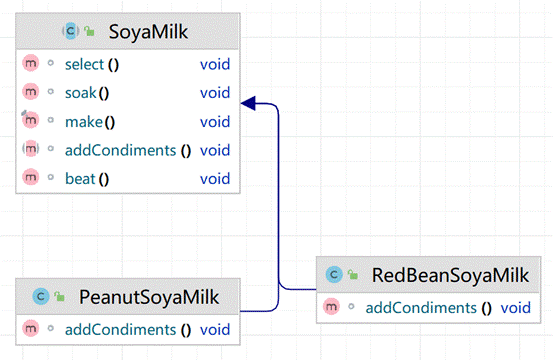 SoyaMilk
select () void
soak() void
make() void
addCondiments () void
beat() void
PeanutSoyaMilk
addCondiments () void
RedBeanSoyaMilk
addCondiments () void